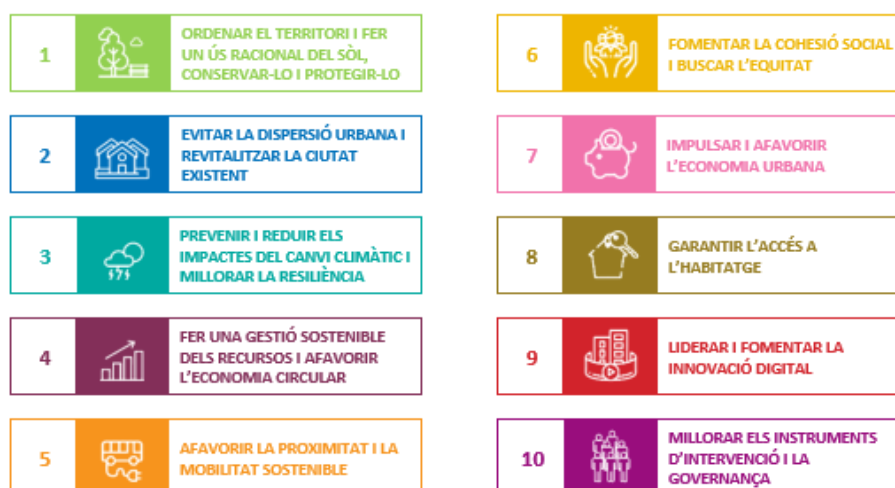 1
ORDENAR EL TERRITORI I FER
UN ÚS RACIONAL DEL SÒL,
CONSERVAR-LO I PROTEGIR-LO
2
EVITAR LA DISPERSIÓ URBANA I
REVITALITZAR LA CIUTAT
EXISTENT
3
PREVENIR I REDUIR ELS
IMPACTES DEL CANVI CLIMÀTIC I
MILLORAR LA RESILIÈNCIA
4
FER UNA GESTIÓ SOSTENIBLE
DELS RECURSOS I AFAVORIR
L'ECONOMIA CIRCULAR
5
AFAVORIR LA PROXIMITAT I LA
MOBILITAT SOSTENIBLE
6
FOMENTAR LA COHESIÓ SOCIAL
I BUSCAR L'EQUITAT
7
IMPULSAR I AFAVORIR
L'ECONOMIA URBANA
8
GARANTIR L'ACCÉS A
L'HABITATGE
9
LIDERAR I FOMENTAR LA
INNOVACIÓ DIGITAL
10
MILLORAR ELS INSTRUMENTS
D'INTERVENCIÓ I LA
GOVERNANÇA